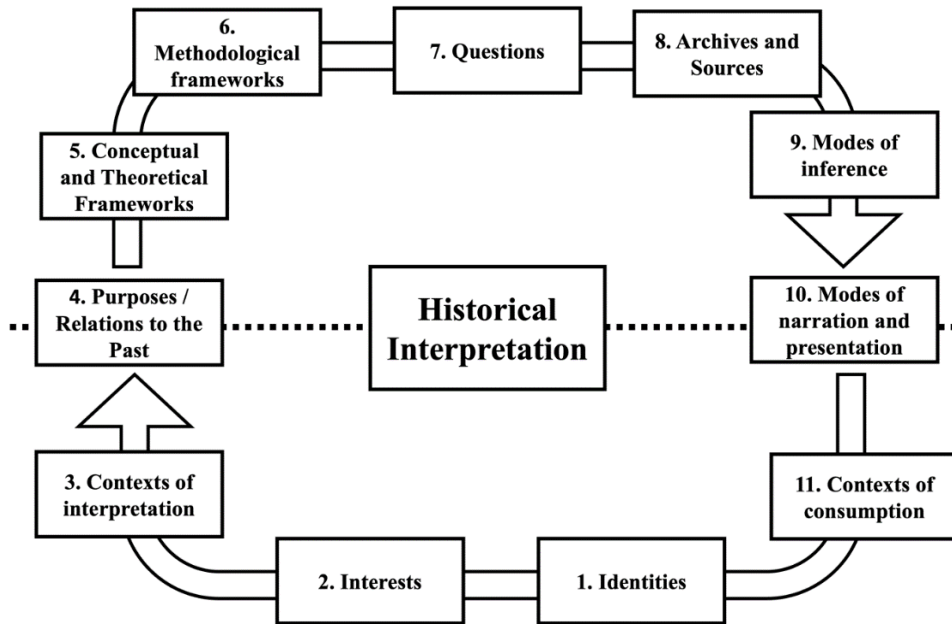 6.
Methodological
frameworks
7. Questions
8. Archives and
Sources
5. Conceptual
and Theoretical
Frameworks
9. Modes of
inference
4. Purposes /
Relations to the
Past
Historical
Interpretation
10. Modes of
narration and
presentation
3. Contexts of
interpretation
11. Contexts of
consumption
2. Interests
1. Identities